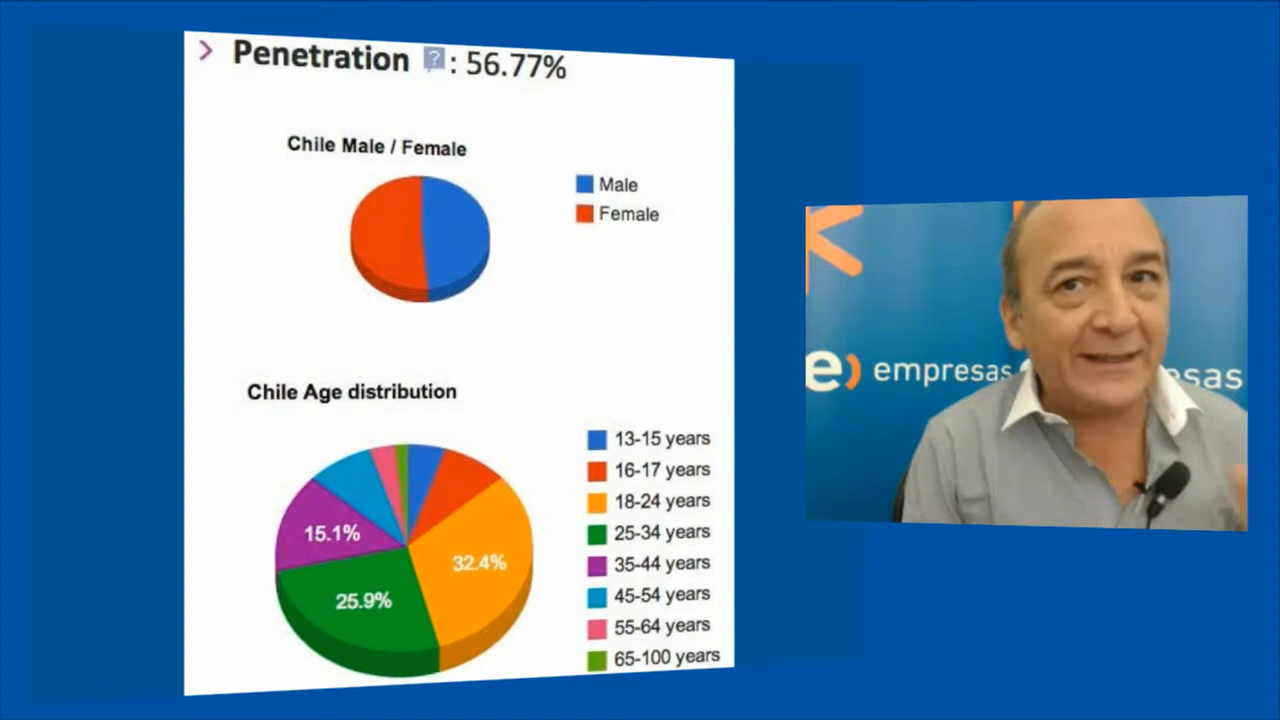 Penetration ? : 56.77%
Chile Male / Female
Male
Female
Chile Age distribution
13-15 years
16-17 years
18-24 years
25-34 years
35-44 years
45-54 years
55-64 years
65-100 years
15.1%
32.4%
25.9%
e) empresas
esas